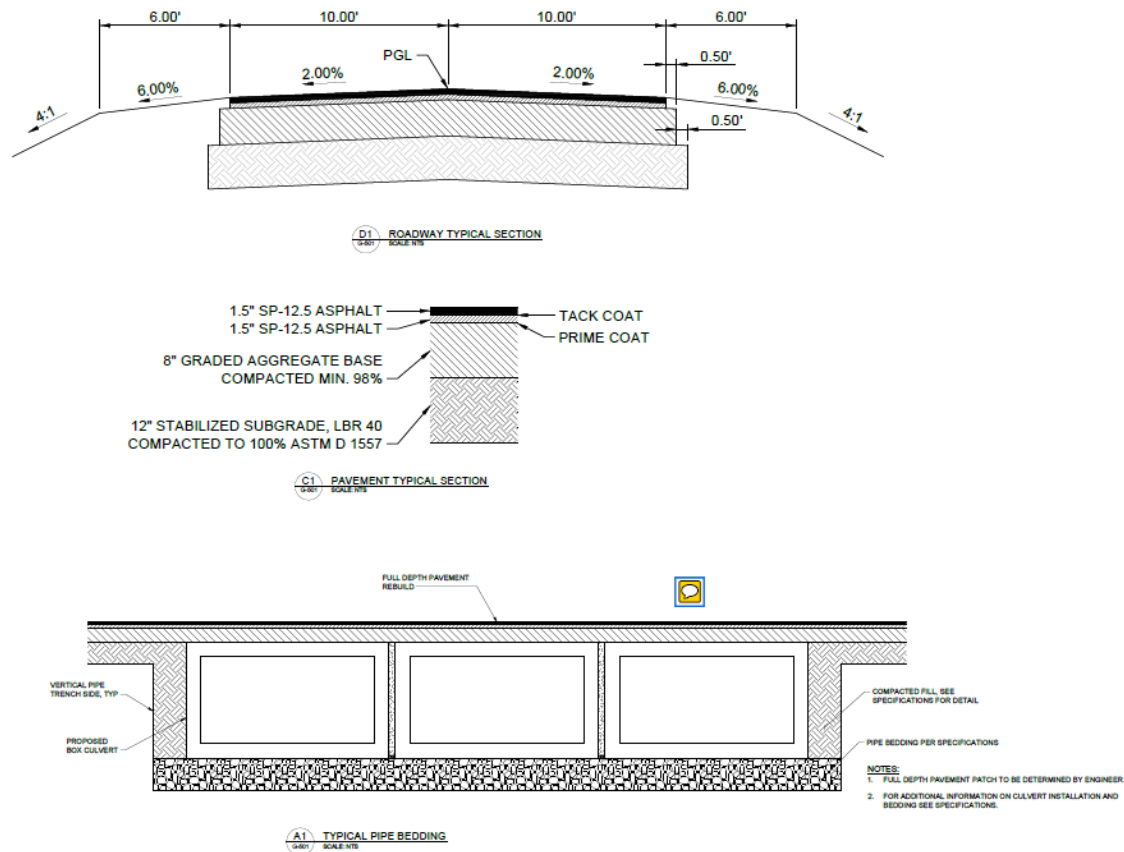 6.00'
10.00'
10.00'
6.00'
PGL
0.50'
2.00%
2.00%
6.00%
6.00%
4:1
4:1
0.50'
D1 ROADWAY TYPICAL SECTION
G-501 SCALE: NTS
1.5" SP-12.5 ASPHALT
TACK COAT
1.5" SP-12.5 ASPHALT
PRIME COAT
8" GRADED AGGREGATE BASE
COMPACTED MIN. 98%
12" STABILIZED SUBGRADE, LBR 40
COMPACTED TO 100% ASTM D 1557
C1 PAVEMENT TYPICAL SECTION
G-501 SCALE: NTS
FULL DEPTH PAVEMENT
REBUILD
VERTICAL PIPE
TRENCH SIDE, TYP
COMPACTED FILL, SEE
SPECIFICATIONS FOR DETAIL
PROPOSED
BOX CULVERT
PIPE BEDDING PER SPECIFICATIONS
NOTES:
1. FULL DEPTH PAVEMENT PATCH TO BE DETERMINED BY ENGINEER
2. FOR ADDITIONAL INFORMATION ON CULVERT INSTALLATION AND
BEDDING SEE SPECIFICATIONS.
A1 TYPICAL PIPE BEDDING
G-501 SCALE: NTS